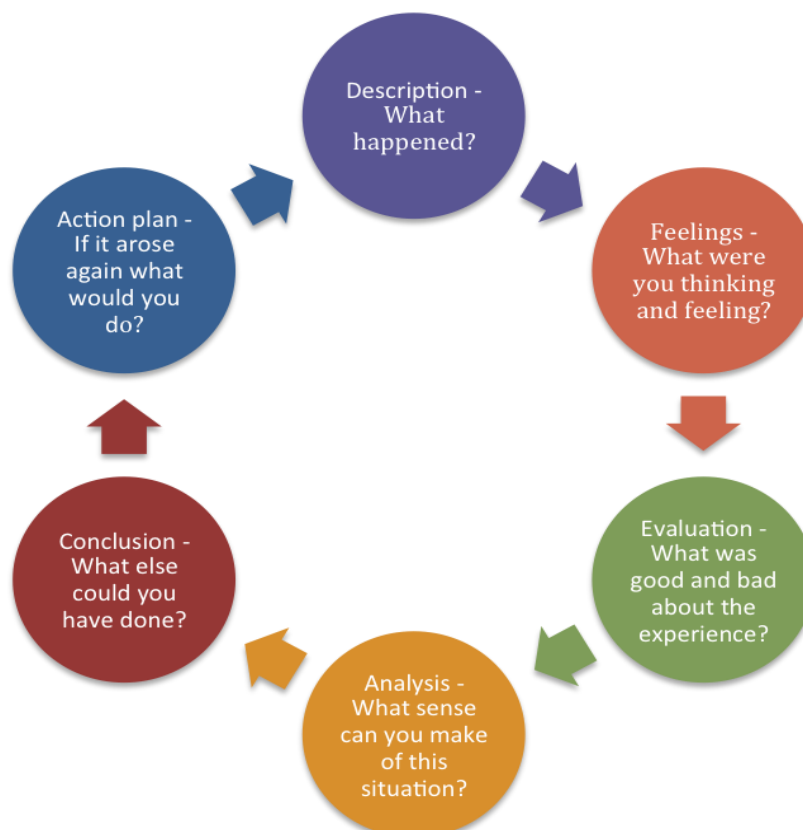 Description -
What
happened?
Feelings -
What were
you thinking
and feeling?
Evaluation -
What was
good and bad
about the
experience?
Analysis -
What sense
can you make
of this
situation?
Conclusion -
What else
could you
have done?
Action plan -
If it arose
again what
would you
do?